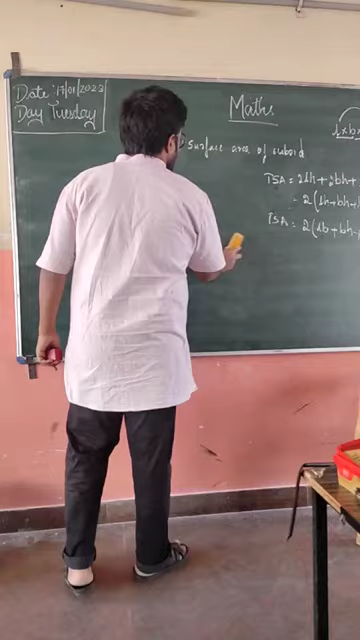 Date: 17/01/2023
Day Tuesday
Maths
Surface area of cuboid
TSA = 2lh + 2bh +
= 2(lh+bh+
TSA = 2(lb+bh+